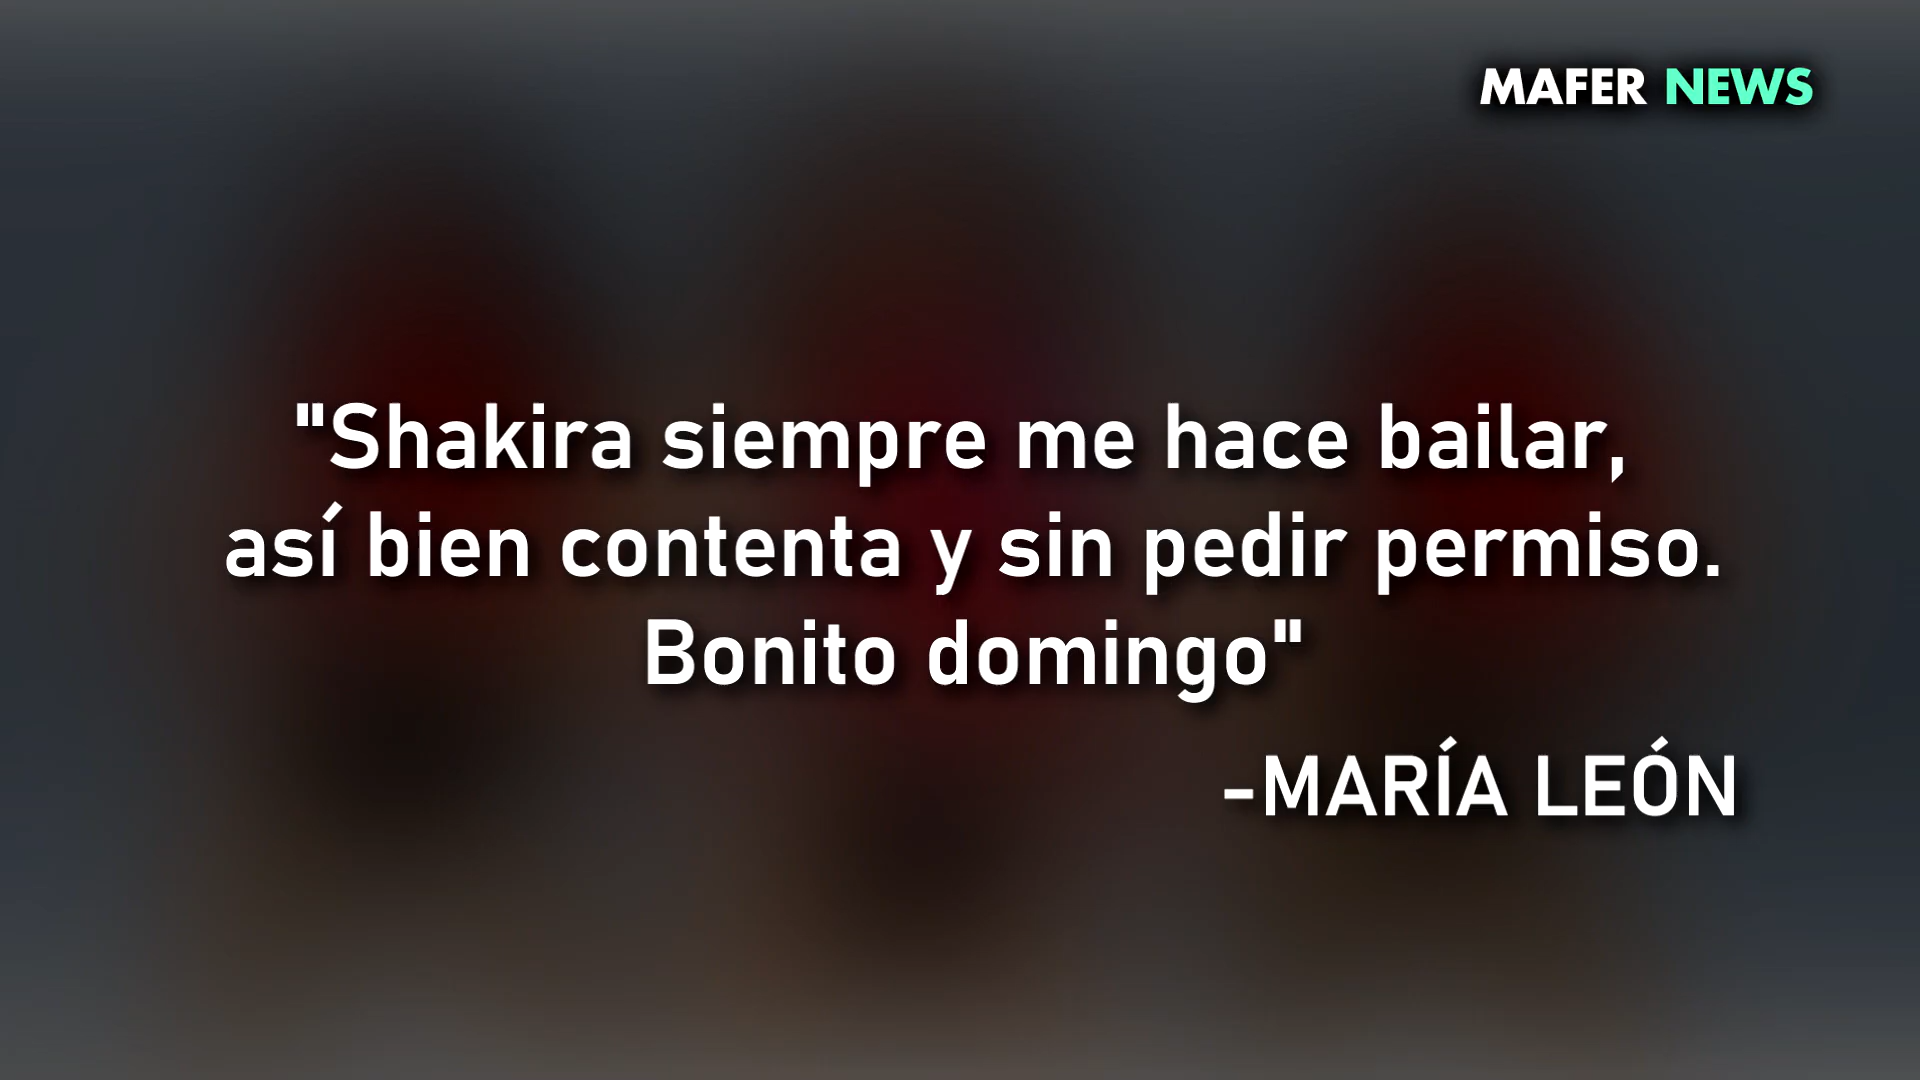 MAFER NEWS
"Shakira siempre me hace bailar,
así bien contenta y sin pedir permiso.
Bonito domingo"
-MARÍA LEÓN